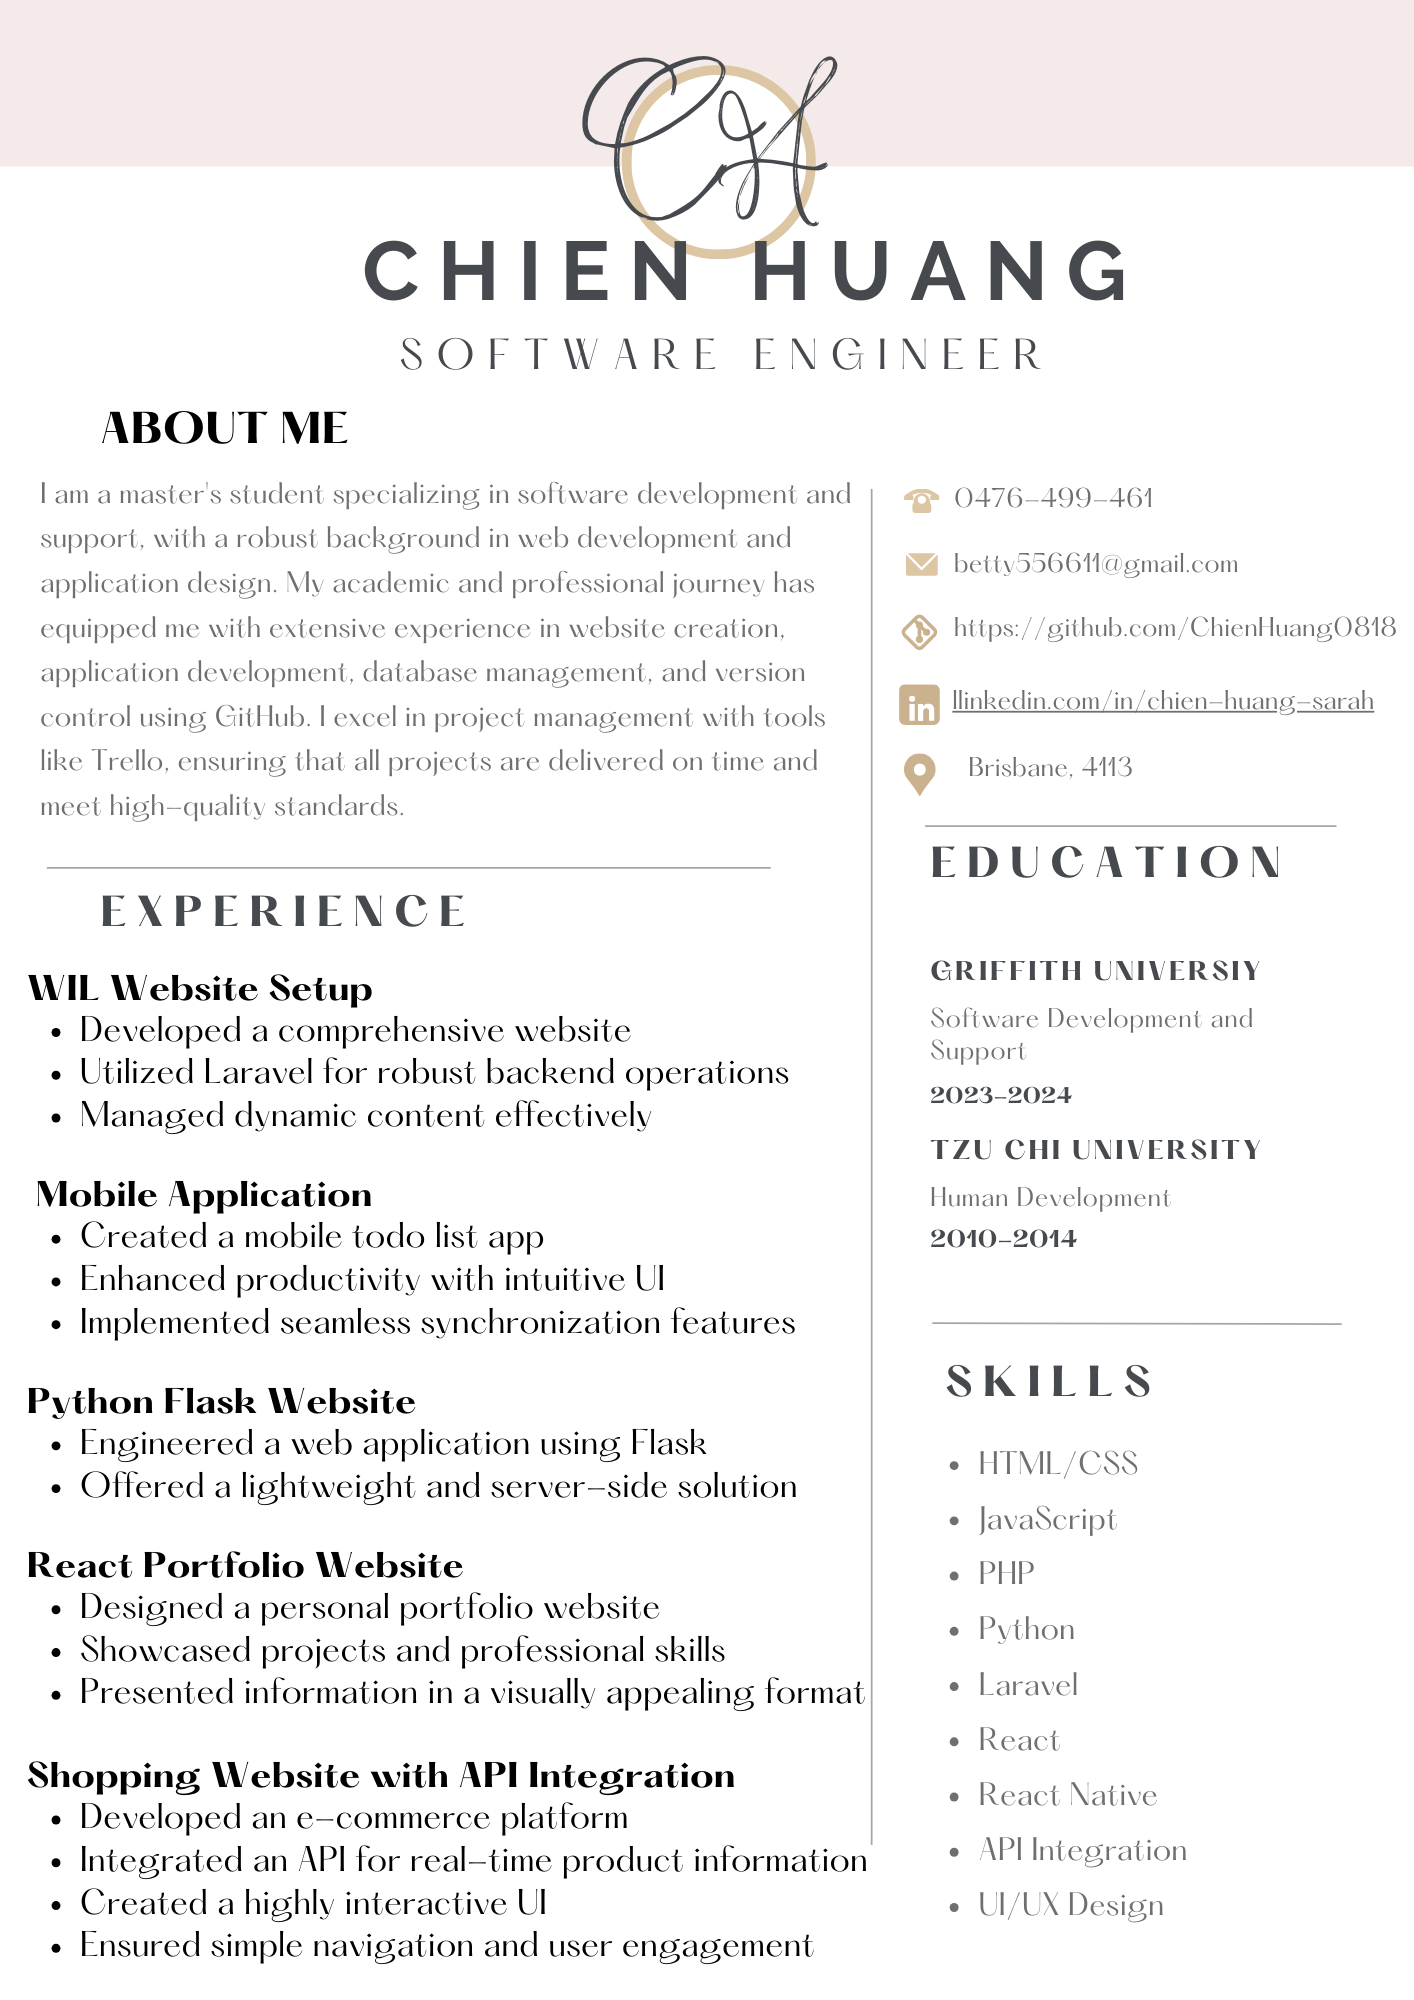 CH
CHIEN HUANG
SOFTWARE ENGINEER
ABOUT ME
I am a master's student specializing in software development and
support, with a robust background in web development and
application design. My academic and professional journey has
equipped me with extensive experience in website creation,
application development, database management, and version
control using GitHub. I excel in project management with tools
like Trello, ensuring that all projects are delivered on time and
meet high-quality standards.
EXPERIENCE
WIL Website Setup
• Developed a comprehensive website
• Utilized Laravel for robust backend operations
• Managed dynamic content effectively
Mobile Application
• Created a mobile todo list app
• Enhanced productivity with intuitive UI
• Implemented seamless synchronization features
Python Flask Website
• Engineered a web application using Flask
• Offered a lightweight and server-side solution
React Portfolio Website
• Designed a personal portfolio website
• Showcased projects and professional skills
• Presented information in a visually appealing format
Shopping Website with API Integration
• Developed an e-commerce platform
• Integrated an API for real-time product information
• Created a highly interactive UI
• Ensured simple navigation and user engagement
0476-499-461
betty556611@gmail.com
https://github.com/ChienHuang0818
in
llinkedin.com/in/chien-huang-sarah
Brisbane, 4113
EDUCATION
GRIFFITH UNIVERSIY
Software Development and
Support
2023-2024
TZU CHI UNIVERSITY
Human Development
2010-2014
SKILLS
• HTML/CSS
• JavaScript
• PHP
• Python
• Laravel
• React
• React Native
• API Integration
• UI/UX Design